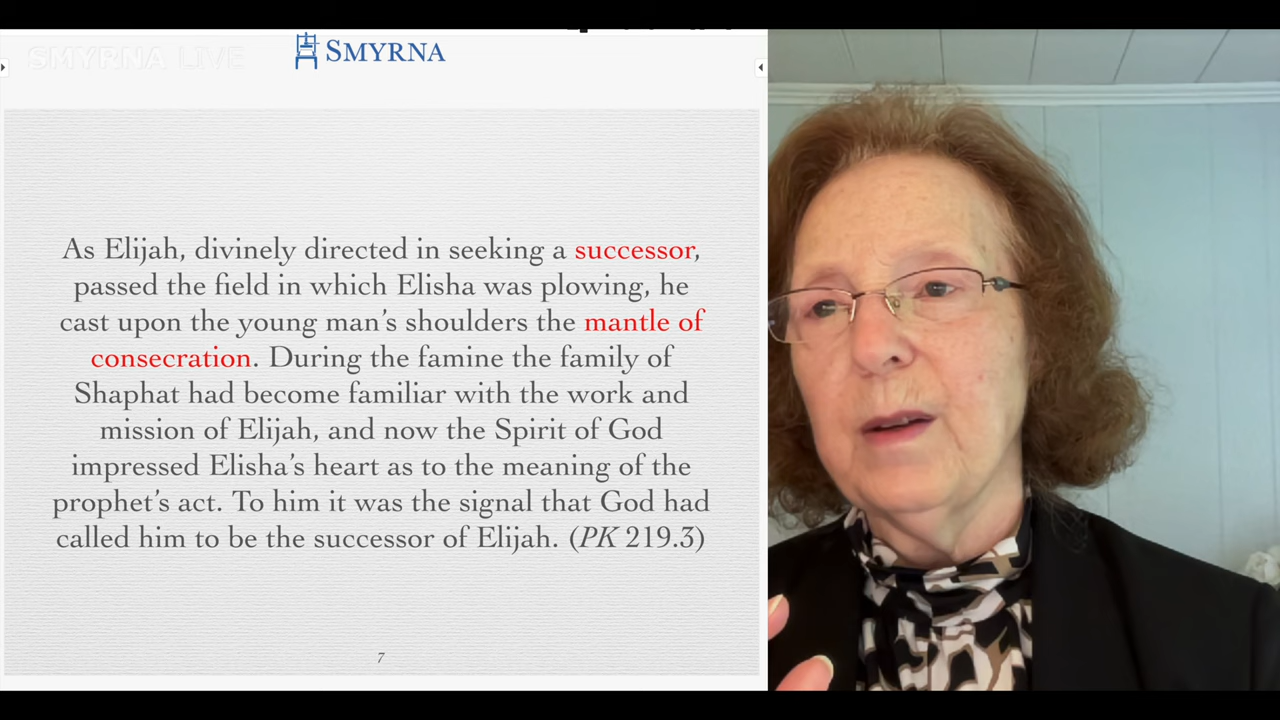 SMYRNA LIVE
SMYRNA
As Elijah, divinely directed in seeking a successor,
passed the field in which Elisha was plowing, he
cast upon the young man’s shoulders the mantle of
consecration. During the famine the family of
Shaphat had become familiar with the work and
mission of Elijah, and now the Spirit of God
impressed Elisha’s heart as to the meaning of the
prophet’s act. To him it was the signal that God had
called him to be the successor of Elijah. (PK 219.3)
7